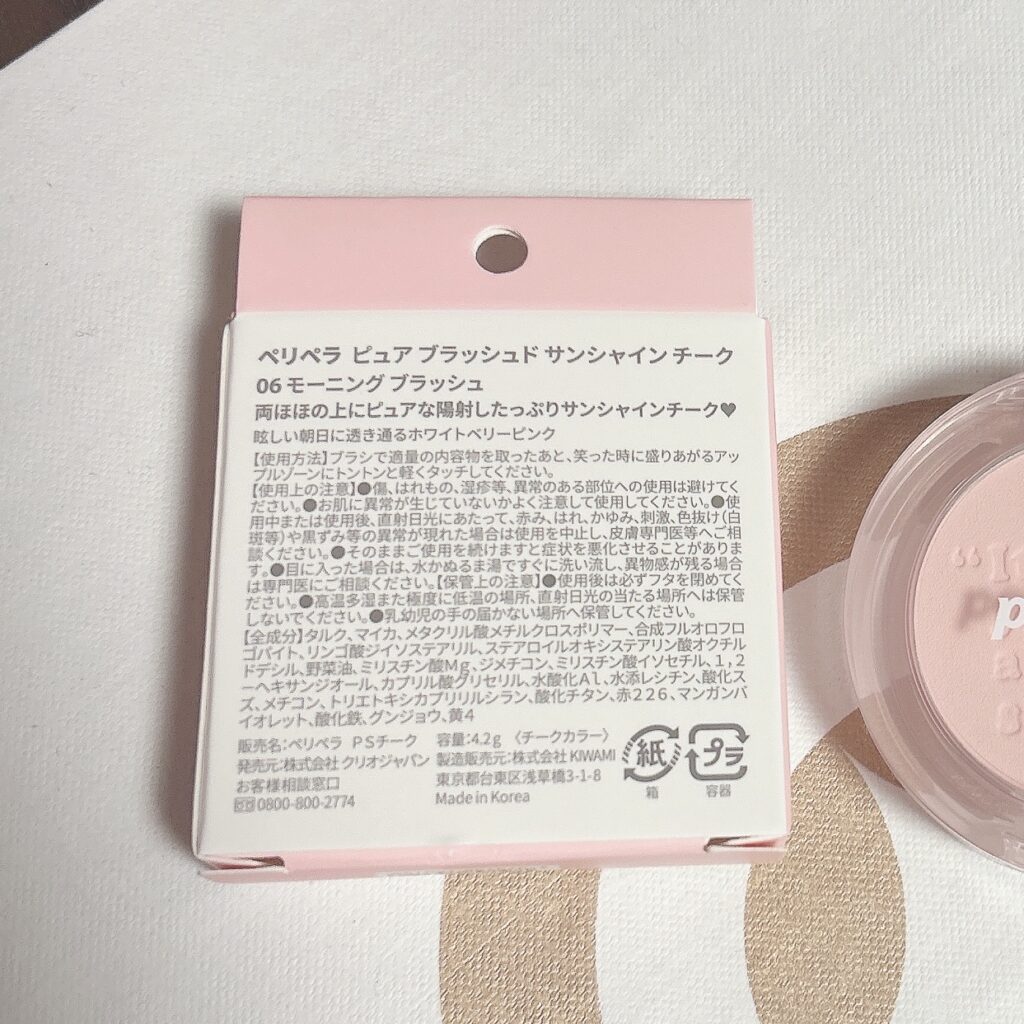 ペリペラ ピュア ブラッシュド サンシャイン チーク
06 モーニング ブラッシュ
両ほほの上にピュアな陽射したっぷりサンシャインチーク♥
眩しい朝日に透き通るホワイトベリーピンク
【使用方法】ブラシで適量の内容物を取ったあと、笑った時に盛りあがるアッ
プルゾーンにトントンと軽くタッチしてください。
【使用上の注意】●傷、はれもの、湿疹等、異常のある部位への使用は避けてく
ださい。●お肌に異常が生じていないかよく注意して使用してください。●使
用中または使用後、直射日光にあたって、赤み、はれ、かゆみ、刺激、色抜け(白
斑等)や黒ずみ等の異常が現れた場合は使用を中止し、皮膚専門医等へご相
談ください。●そのままご使用を続けますと症状を悪化させることがありま
す。●目に入った場合は、水かぬるま湯ですぐに洗い流し、異物感が残る場合
は専門医にご相談ください。【保管上の注意】●使用後は必ずフタを閉めてく
ださい。●高温多湿また極度に低温の場所、直射日光の当たる場所へは保管
しないでください。●乳幼児の手の届かない場所へ保管してください。
【全成分】タルク、マイカ、メタクリル酸メチルクロスポリマー、合成フルオロフロ
ゴパイト、リンゴ酸ジイソステアリル、ステアロイルオキシステアリン酸オクチル
ドデシル、野菜油、ミリスチン酸Mg、ジメチコン、ミリスチン酸イソセチル、1,2
ーヘキサンジオール、カプリル酸グリセリル、水酸化Al、水添レシチン、酸化ス
ズ、メチコン、トリエトキシカプリリルシラン、酸化チタン、赤226、マンガンバ
イオレット、酸化鉄、グンジョウ、黄4
販売名:ペリペラ PSチーク 容量:4.2g 〈チークカラー〉
発売元:株式会社 クリオジャパン 製造販売元:株式会社 KIWAMI
お客様相談窓口 東京都台東区浅草橋3-1-8
0800-800-2774 Made in Korea
紙 プラ
箱 容器
“It
p
p
a
s